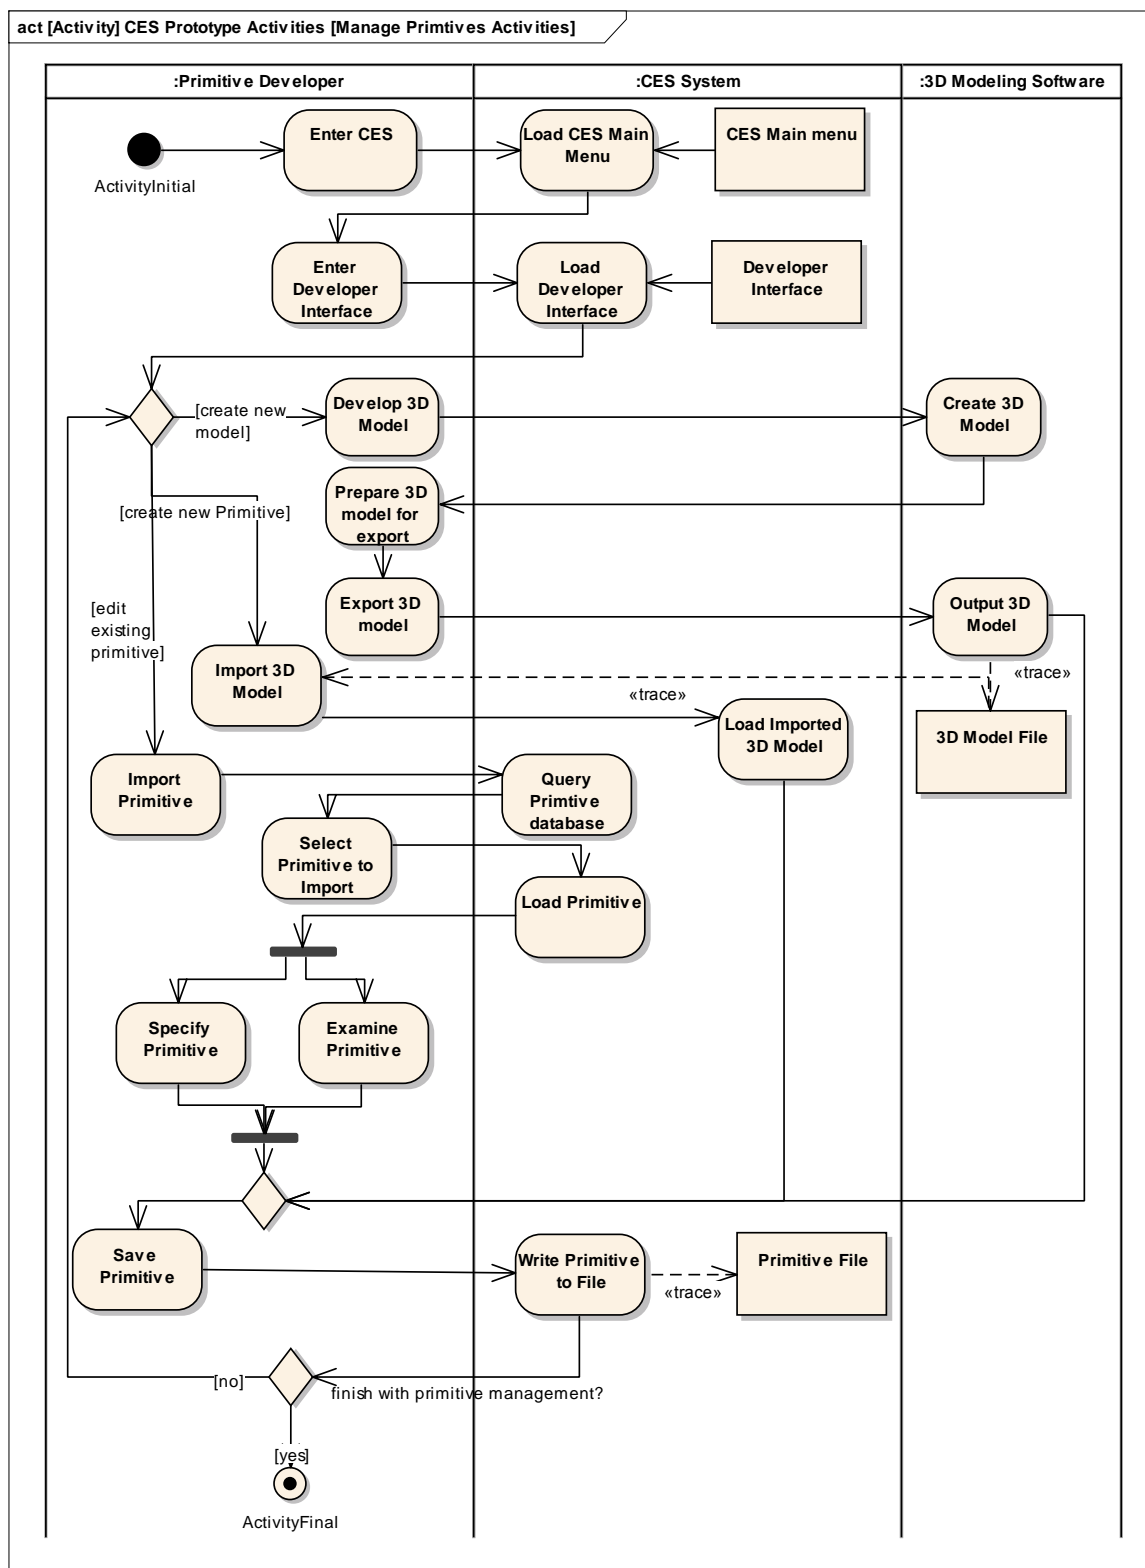 act [Activity] CES Prototype Activities [Manage Primtives Activities]
:Primitive Developer
:CES System
:3D Modeling Software
ActivityInitial
Enter CES
Load CES Main
Menu
CES Main menu
Enter
Developer
Interface
Load
Developer
Interface
Developer
Interface
[create new
model]
Develop 3D
Model
Create 3D
Model
[create new Primitive]
Prepare 3D
model for
export
[edit
existing
primitive]
Export 3D
model
Output 3D
Model
Import 3D
Model
«trace»
«trace»
Load Imported
3D Model
3D Model File
Import
Primitive
Query
Primtive
database
Select
Primitive to
Import
Load Primitive
Specify
Primitive
Examine
Primitive
Save
Primitive
Write Primitive
to File
«trace»
Primitive File
[no]
finish with primitive management?
[yes]
ActivityFinal